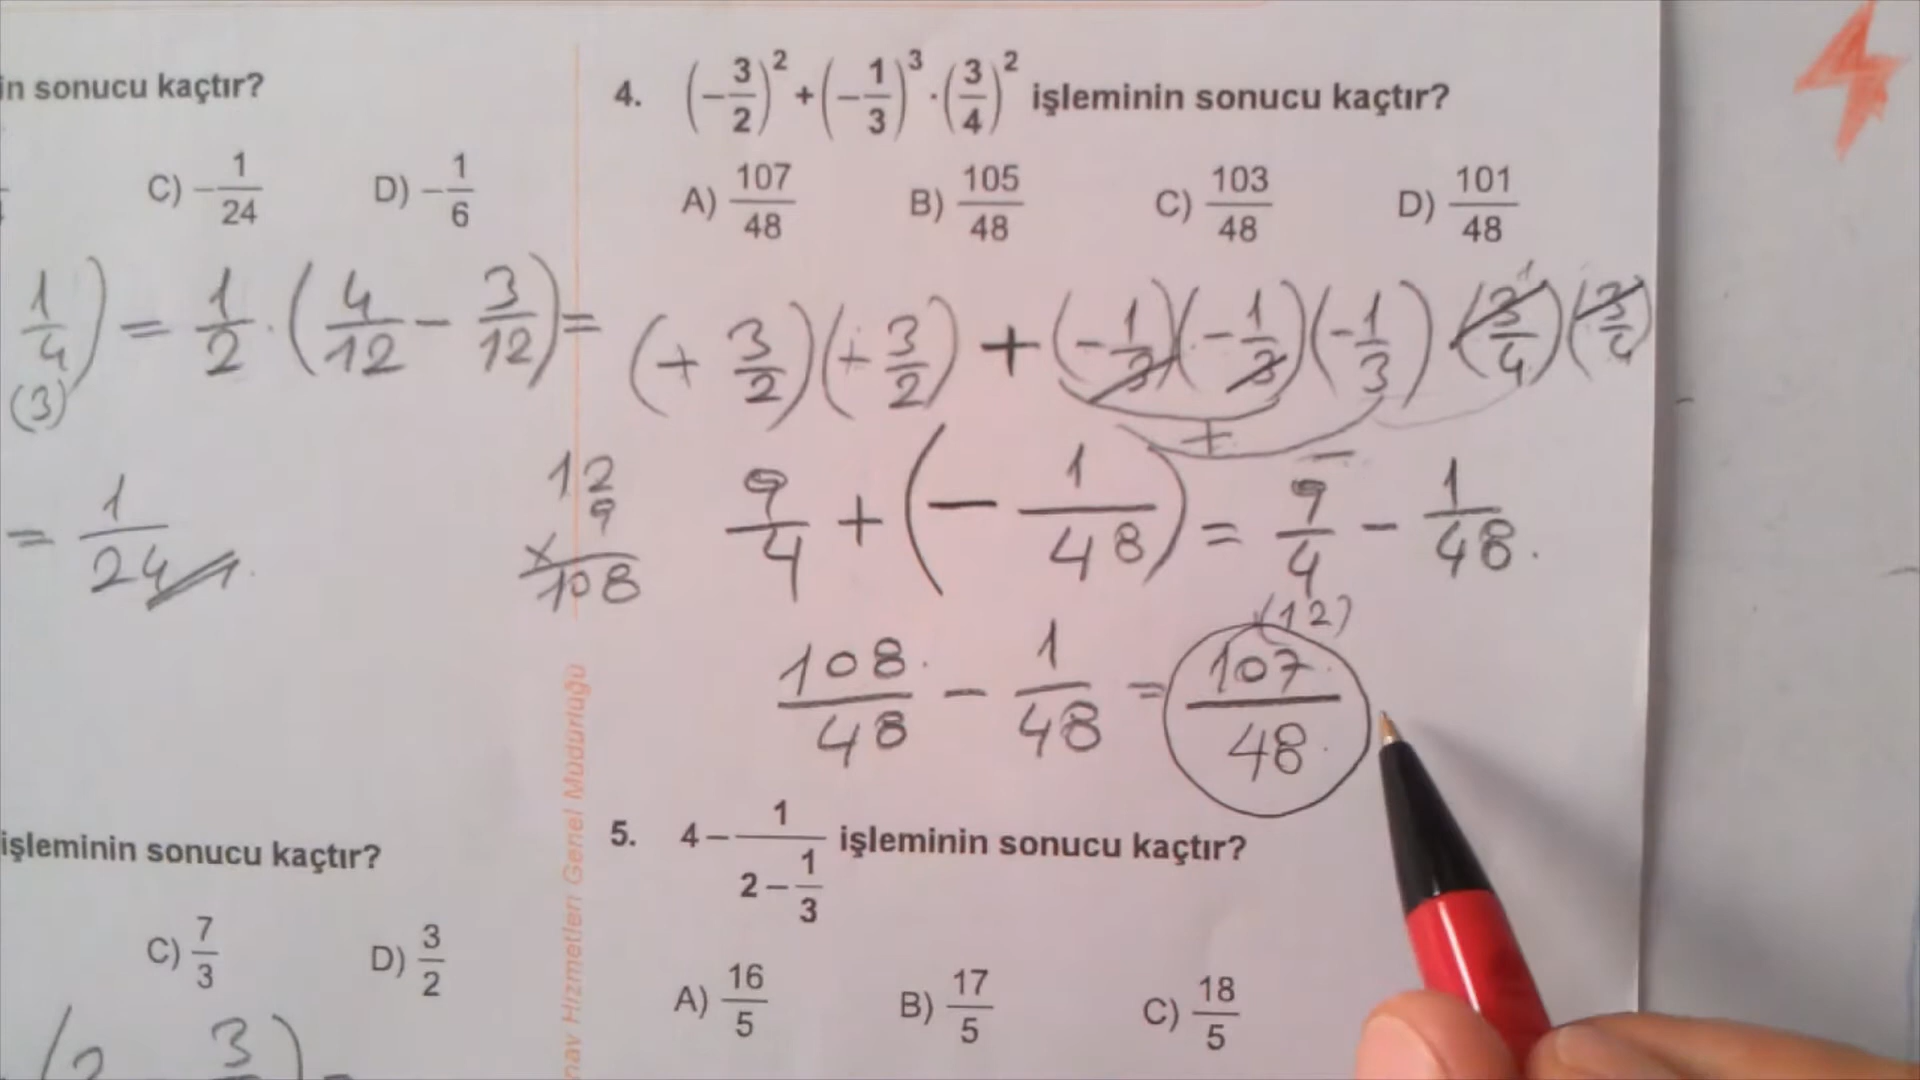 in sonucu kaçtır?
C) -1/24 D) -1/6
1/4) = 1/2 · (4/12 - 3/12) =
(3)
= 1/24
işleminin sonucu kaçtır?
C) 7/3 D) 3/2
3
nav Hizmetleri Genel Müdürlüğü
4. (-3/2)² + (-1/3)³ · (3/4)² işleminin sonucu kaçtır?
A) 107/48 B) 105/48 C) 103/48 D) 101/48
(+ 3/2)(+ 3/2) + (- 1/3)(- 1/3)(- 1/3) (3/4)(3/4)
1
+
-
12
9
x
108
9/4 + (- 1/48) = 9/4 - 1/48
(12)
108/48 - 1/48 = 107/48
5. 4 - 1/(2 - 1/3) işleminin sonucu kaçtır?
A) 16/5 B) 17/5 C) 18/5